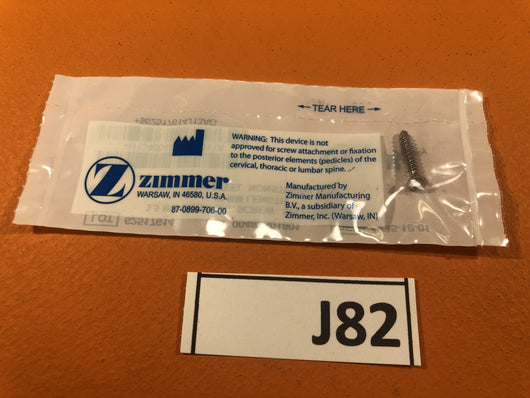 TEAR HERE
WARNING: This device is not
approved for screw attachment or fixation
to the posterior elements (pedicles) of the
cervical, thoracic or lumbar spine.
Z zimmer
WARSAW, IN 46580, U.S.A.
87-0899-706-00
Manufactured by
Zimmer Manufacturing
B.V., a subsidiary of
Zimmer, Inc. (Warsaw, IN)
LOT 62517614
J82